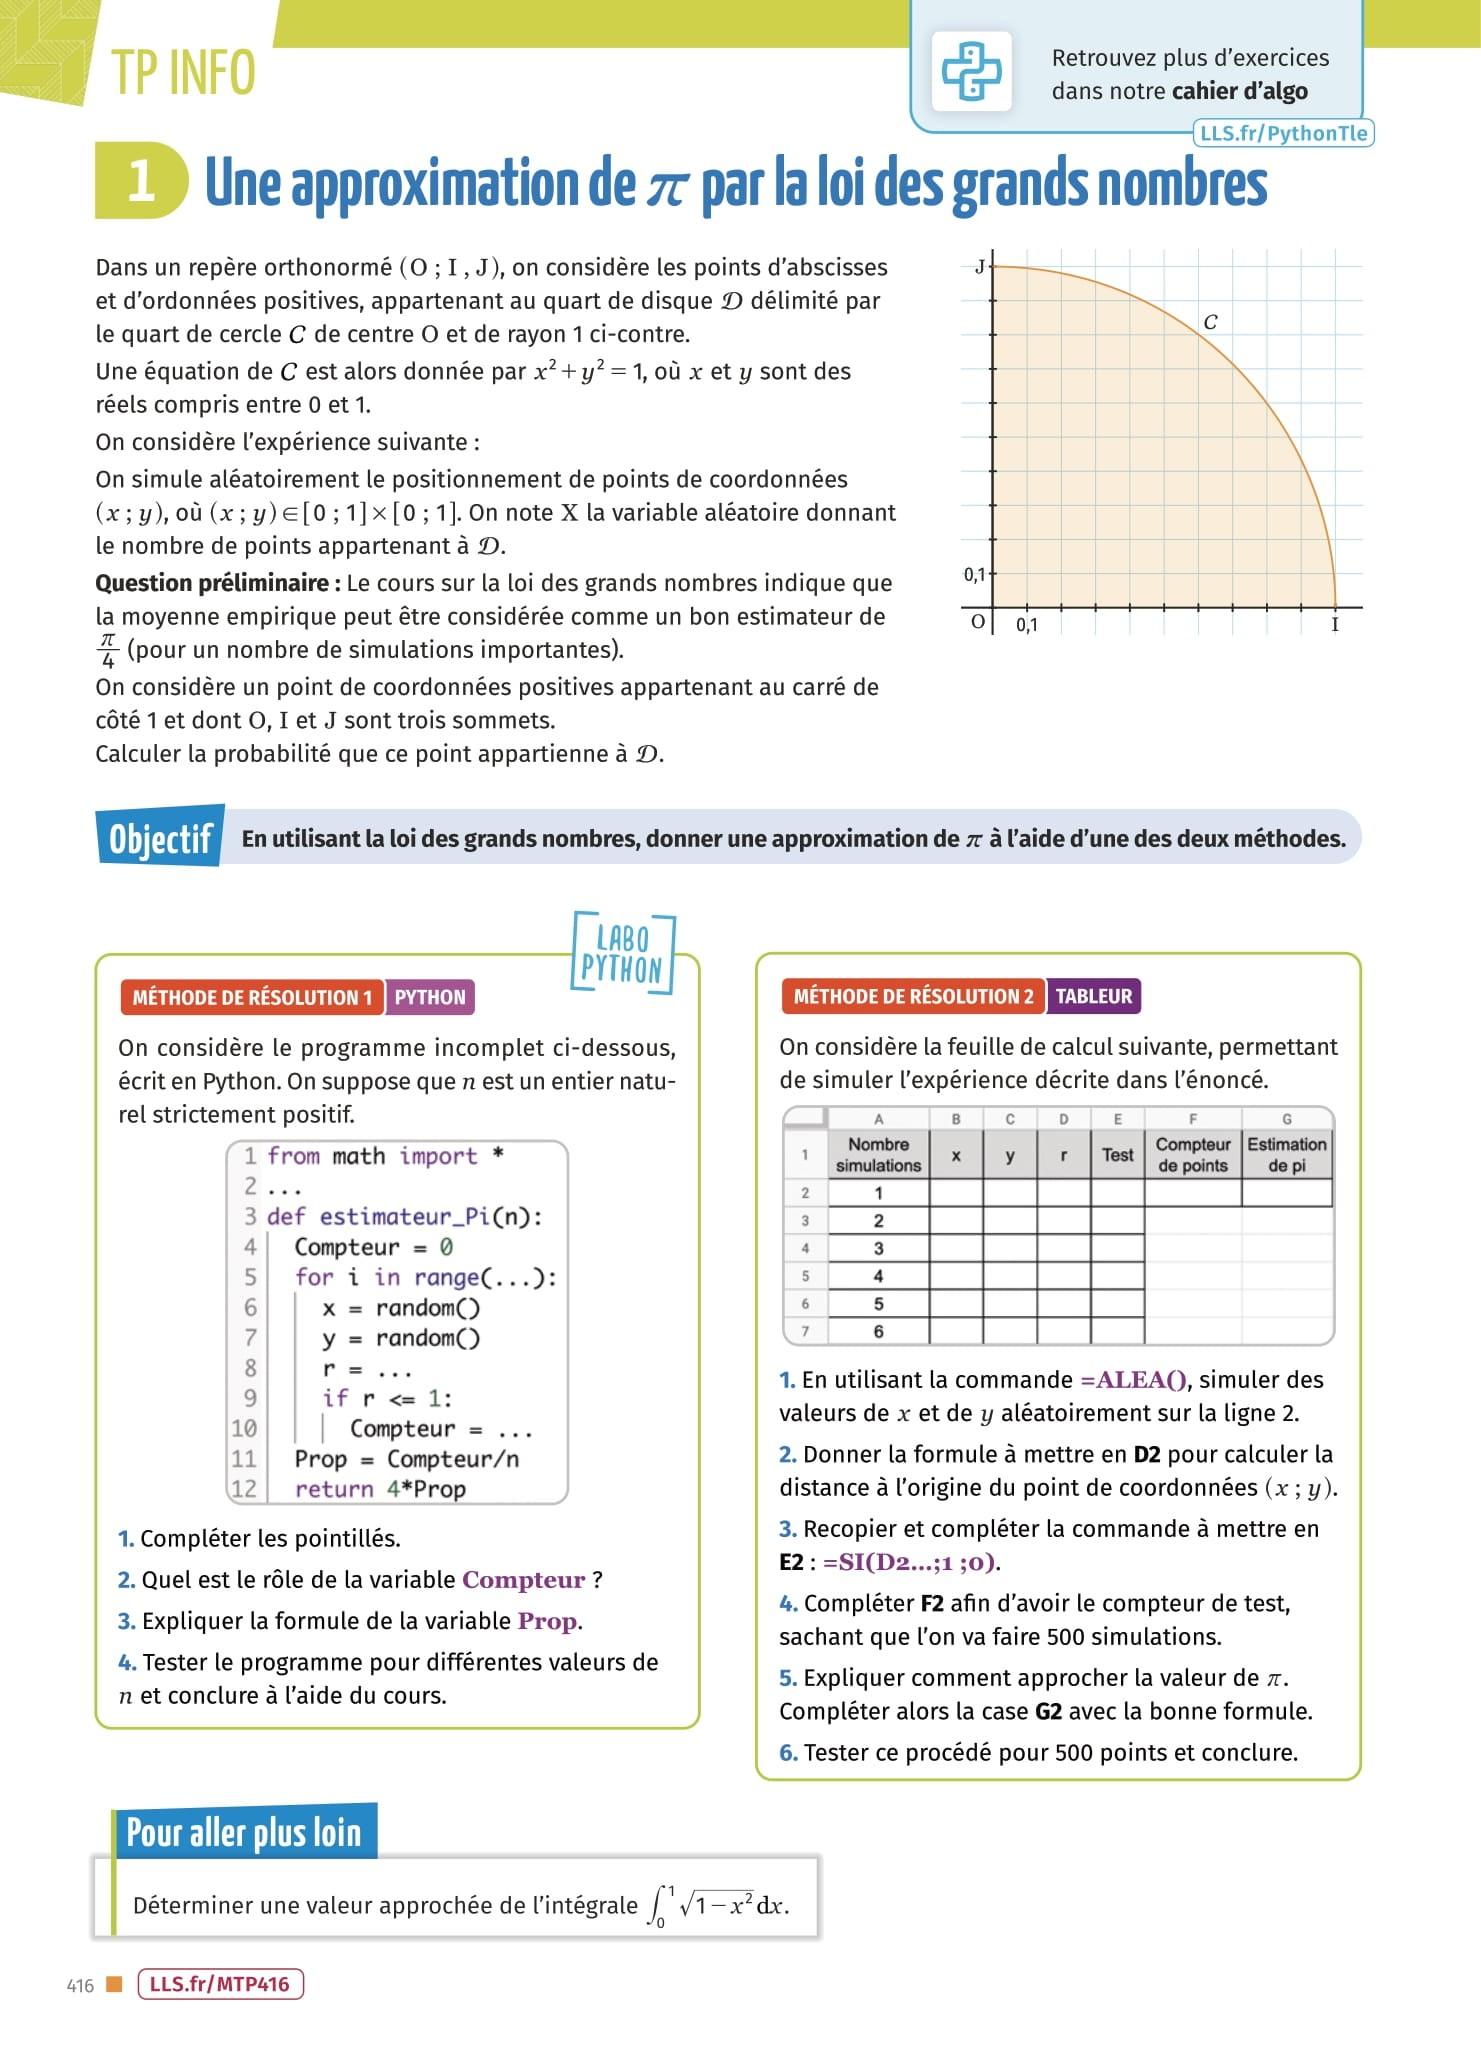 TP INFO
Retrouvez plus d’exercices
dans notre cahier d’algo
LLS.fr/PythonTle
1 Une approximation de π par la loi des grands nombres
Dans un repère orthonormé (O ; I , J), on considère les points d’abscisses
et d’ordonnées positives, appartenant au quart de disque 𝒟 délimité par
le quart de cercle 𝒞 de centre O et de rayon 1 ci-contre.
Une équation de 𝒞 est alors donnée par x² + y² = 1, où x et y sont des
réels compris entre 0 et 1.
On considère l’expérience suivante :
On simule aléatoirement le positionnement de points de coordonnées
(x ; y), où (x ; y) ∈ [0 ; 1] × [0 ; 1]. On note X la variable aléatoire donnant
le nombre de points appartenant à 𝒟.
Question préliminaire : Le cours sur la loi des grands nombres indique que
la moyenne empirique peut être considérée comme un bon estimateur de
π/4 (pour un nombre de simulations importantes).
On considère un point de coordonnées positives appartenant au carré de
côté 1 et dont O, I et J sont trois sommets.
Calculer la probabilité que ce point appartienne à 𝒟.
J
C
0,1
O
0,1
I
Objectif En utilisant la loi des grands nombres, donner une approximation de π à l’aide d’une des deux méthodes.
LABO
PYTHON
MÉTHODE DE RÉSOLUTION 1 PYTHON
On considère le programme incomplet ci-dessous,
écrit en Python. On suppose que n est un entier natu-
rel strictement positif.
1 from math import *
2 ...
3 def estimateur_Pi(n):
4 Compteur = 0
5 for i in range(...):
6 x = random()
7 y = random()
8 r = ...
9 if r <= 1:
10 Compteur = ...
11 Prop = Compteur/n
12 return 4*Prop
1. Compléter les pointillés.
2. Quel est le rôle de la variable Compteur ?
3. Expliquer la formule de la variable Prop.
4. Tester le programme pour différentes valeurs de
n et conclure à l’aide du cours.
MÉTHODE DE RÉSOLUTION 2 TABLEUR
On considère la feuille de calcul suivante, permettant
de simuler l’expérience décrite dans l’énoncé.
A B C D E F G
1 Nombre simulations x y r Test Compteur de points Estimation de pi
2 1
3 2
4 3
5 4
6 5
7 6
1. En utilisant la commande =ALEA(), simuler des
valeurs de x et de y aléatoirement sur la ligne 2.
2. Donner la formule à mettre en D2 pour calculer la
distance à l’origine du point de coordonnées (x ; y).
3. Recopier et compléter la commande à mettre en
E2 : =SI(D2...;1 ;0).
4. Compléter F2 afin d’avoir le compteur de test,
sachant que l’on va faire 500 simulations.
5. Expliquer comment approcher la valeur de π.
Compléter alors la case G2 avec la bonne formule.
6. Tester ce procédé pour 500 points et conclure.
Pour aller plus loin
Déterminer une valeur approchée de l’intégrale ∫₀¹ √(1 − x²) dx.
416 LLS.fr/MTP416